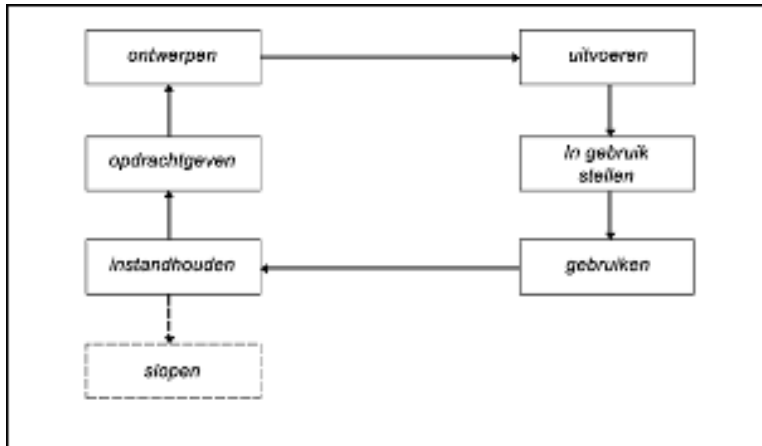 ontwerpen
uitvoeren
opdrachtgeven
In gebruik
stellen
instandhouden
gebruiken
slopen